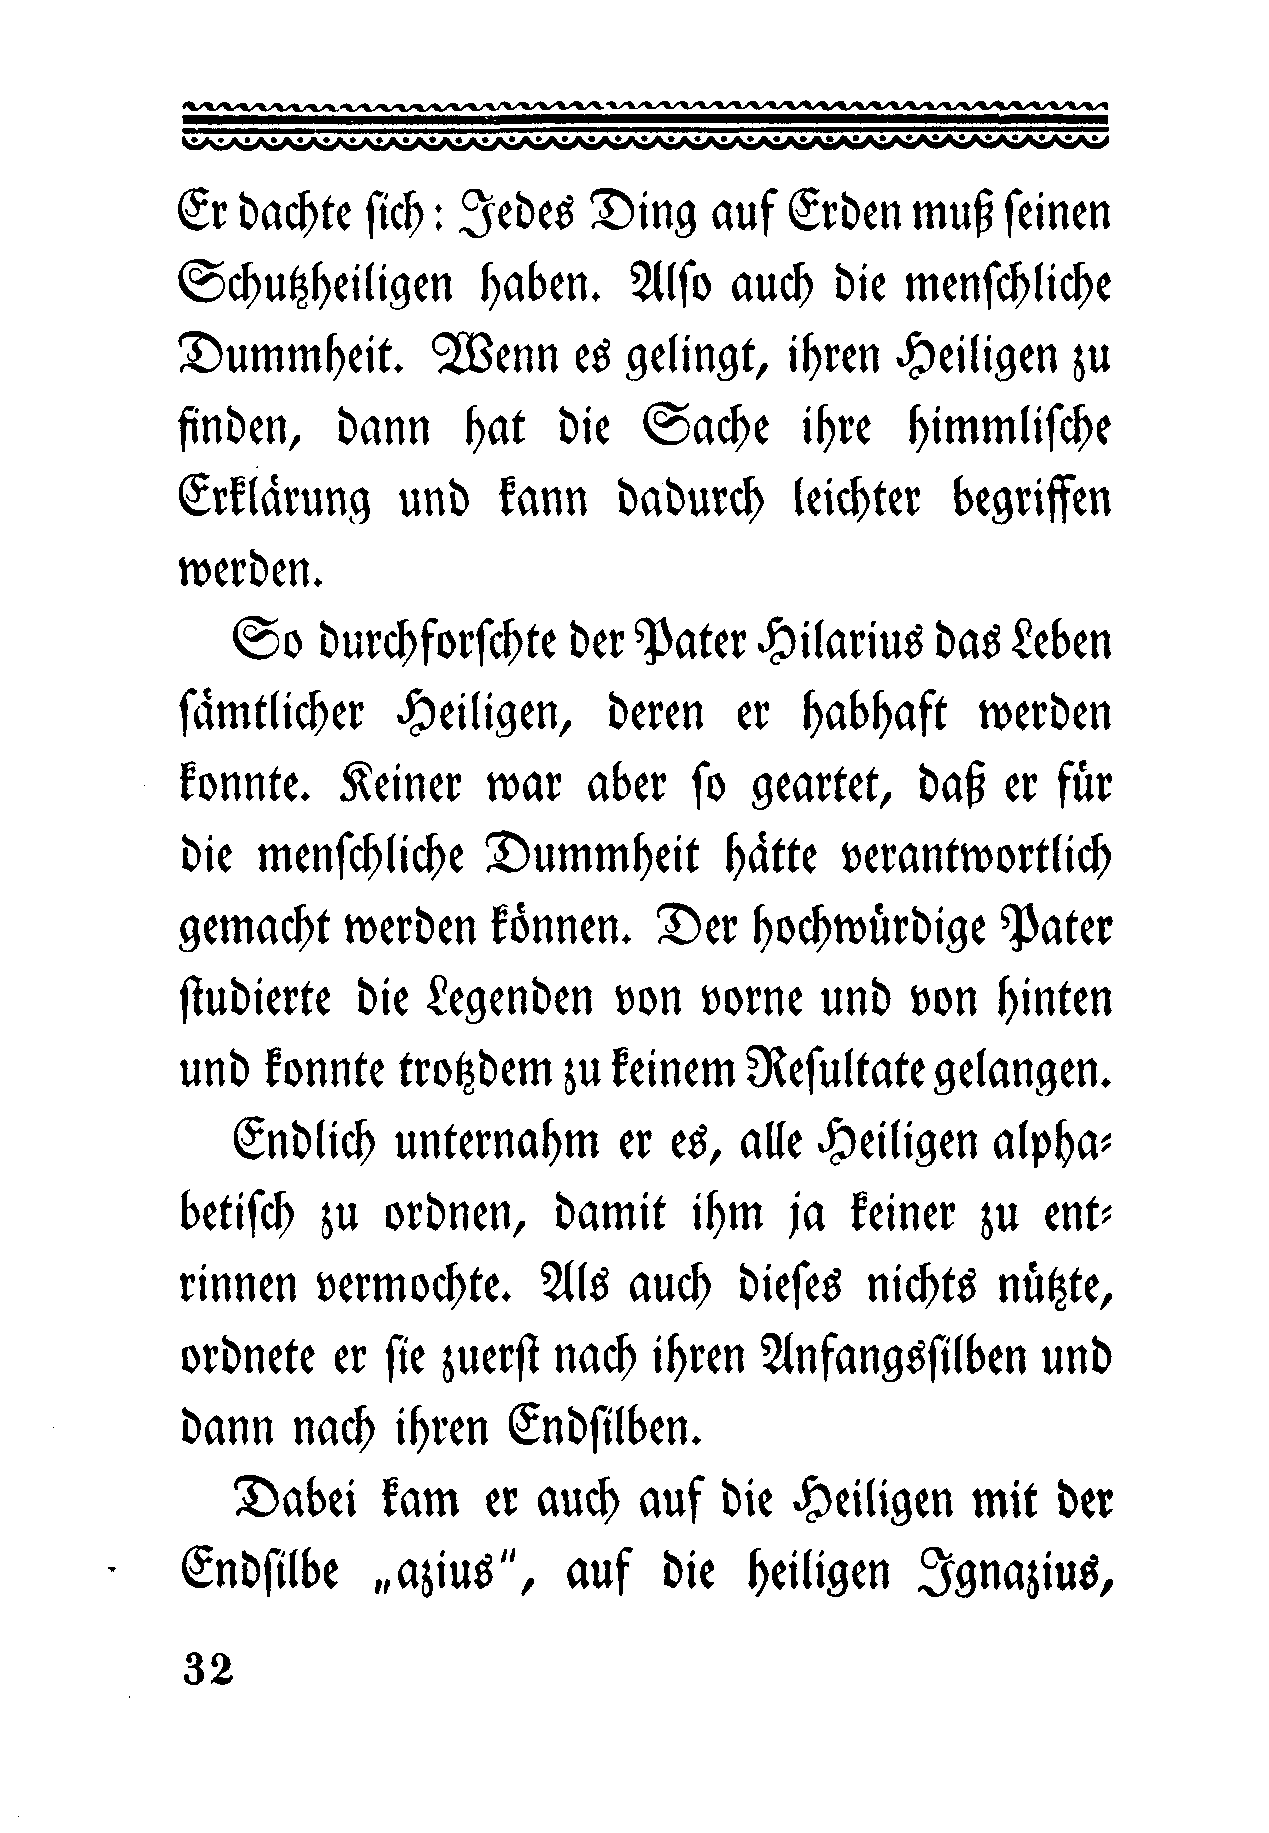 Er dachte ſich: Jedes Ding auf Erden muß ſeinen
Schutzheiligen haben. Alſo auch die menſchliche
Dummheit. Wenn es gelingt, ihren Heiligen zu
finden, dann hat die Sache ihre himmliſche
Erklärung und kann dadurch leichter begriffen
werden.
So durchforſchte der Pater Hilarius das Leben
ſämtlicher Heiligen, deren er habhaft werden
konnte. Keiner war aber ſo geartet, daß er für
die menſchliche Dummheit hätte verantwortlich
gemacht werden können. Der hochwürdige Pater
ſtudierte die Legenden von vorne und von hinten
und konnte trotzdem zu keinem Reſultate gelangen.
Endlich unternahm er es, alle Heiligen alpha⸗
betiſch zu ordnen, damit ihm ja keiner zu ent⸗
rinnen vermochte. Als auch dieſes nichts nützte,
ordnete er ſie zuerſt nach ihren Anfangsſilben und
dann nach ihren Endſilben.
Dabei kam er auch auf die Heiligen mit der
Endſilbe „azius", auf die heiligen Ignazius,
32